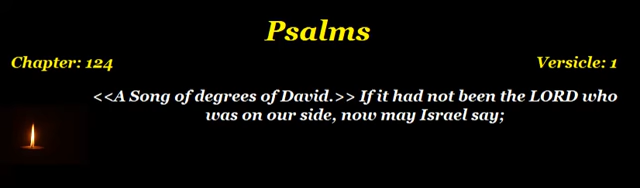 Psalms
Chapter: 124 Versicle: 1
<<A Song of degrees of David.>> If it had not been the LORD who
was on our side, now may Israel say;